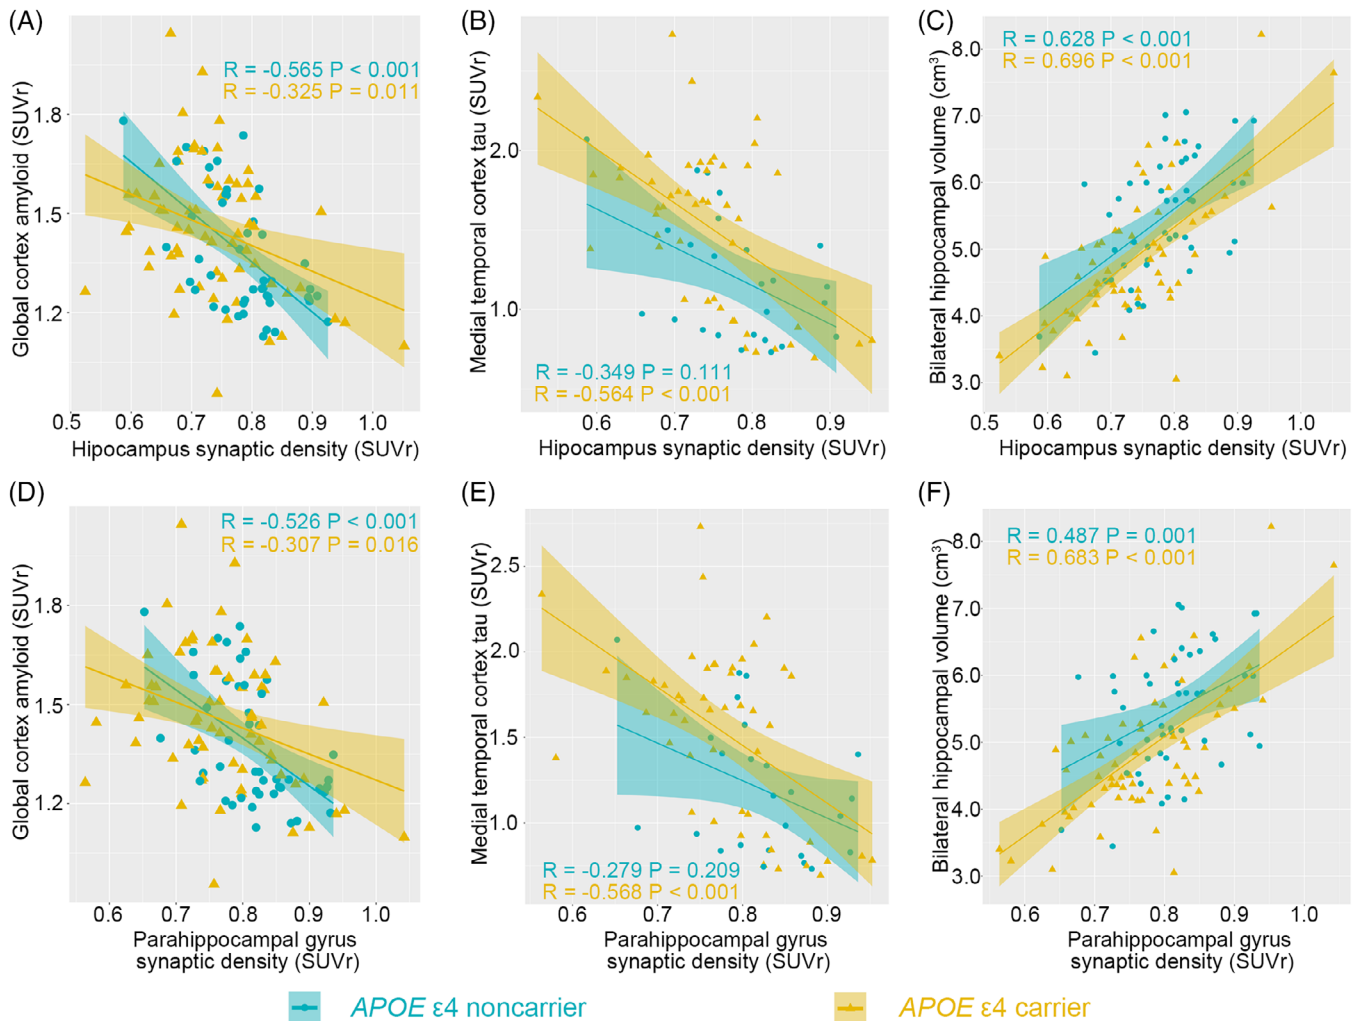 (A)
R = -0.565 P < 0.001
R = -0.325 P = 0.011
Global cortex amyloid (SUVr)
1.8
1.5
1.2
0.5 0.6 0.7 0.8 0.9 1.0
Hipocampus synaptic density (SUVr)
(B)
Medial temporal cortex tau (SUVr)
2.0
1.0
R = -0.349 P = 0.111
R = -0.564 P < 0.001
0.6 0.7 0.8 0.9
Hipocampus synaptic density (SUVr)
(C)
R = 0.628 P < 0.001
R = 0.696 P < 0.001
Bilateral hippocampal volume (cm³)
8.0
7.0
6.0
5.0
4.0
3.0
0.5 0.6 0.7 0.8 0.9 1.0
Hipocampus synaptic density (SUVr)
(D)
R = -0.526 P < 0.001
R = -0.307 P = 0.016
Global cortex amyloid (SUVr)
1.8
1.5
1.2
0.6 0.7 0.8 0.9 1.0
Parahippocampal gyrus
synaptic density (SUVr)
(E)
Medial temporal cortex tau (SUVr)
2.5
2.0
1.5
1.0
R = -0.279 P = 0.209
R = -0.568 P < 0.001
0.6 0.7 0.8 0.9
Parahippocampal gyrus
synaptic density (SUVr)
(F)
R = 0.487 P = 0.001
R = 0.683 P < 0.001
Bilateral hippocampal volume (cm³)
8.0
7.0
6.0
5.0
4.0
3.0
0.6 0.7 0.8 0.9 1.0
Parahippocampal gyrus
synaptic density (SUVr)
APOE ε4 noncarrier
APOE ε4 carrier